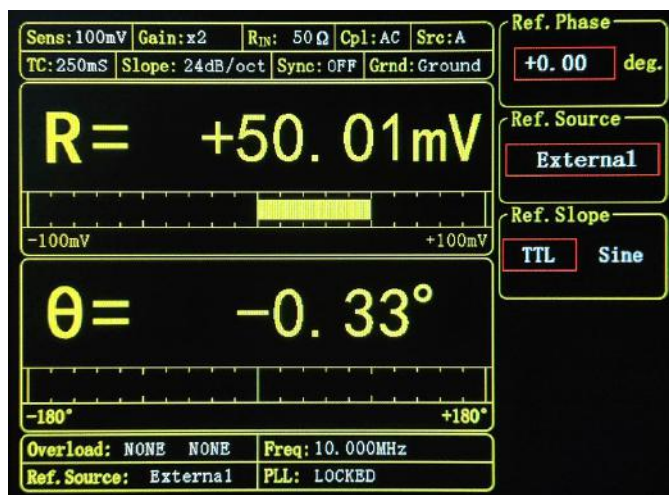 Sens:100mV Gain:x2 RIN: 50Ω Cpl:AC Src:A
TC:250mS Slope: 24dB/oct Sync:OFF Grnd:Ground
R= +50.01mV
-100mV +100mV
θ= -0.33°
-180° +180°
Overload: NONE NONE Freq:10.000MHz
Ref.Source: External PLL: LOCKED
Ref.Phase
+0.00 deg.
Ref.Source
External
Ref.Slope
TTL Sine